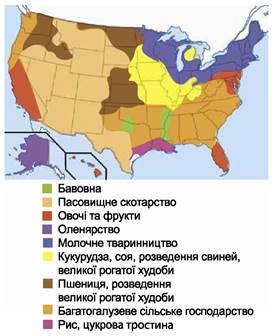 Бавовна
Пасовищне скотарство
Овочі та фрукти
Оленярство
Молочне тваринництво
Кукурудза, соя, розведення свиней,
великої рогатої худоби
Пшениця, розведення
великої рогатої худоби
Багатогалузеве сільське господарство
Рис, цукрова тростина